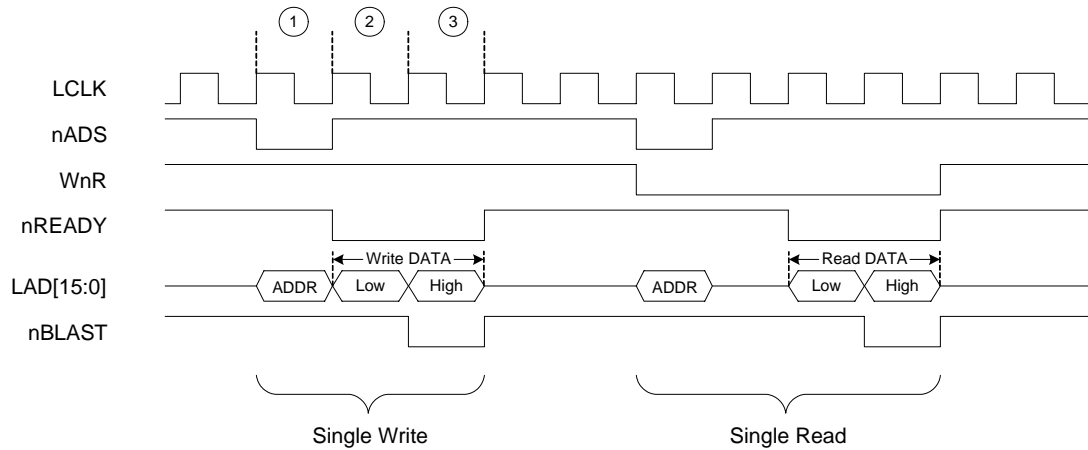 1 2 3
LCLK
nADS
WnR
nREADY
Write DATA Read DATA
LAD[15:0] ADDR Low High ADDR Low High
nBLAST
Single Write Single Read